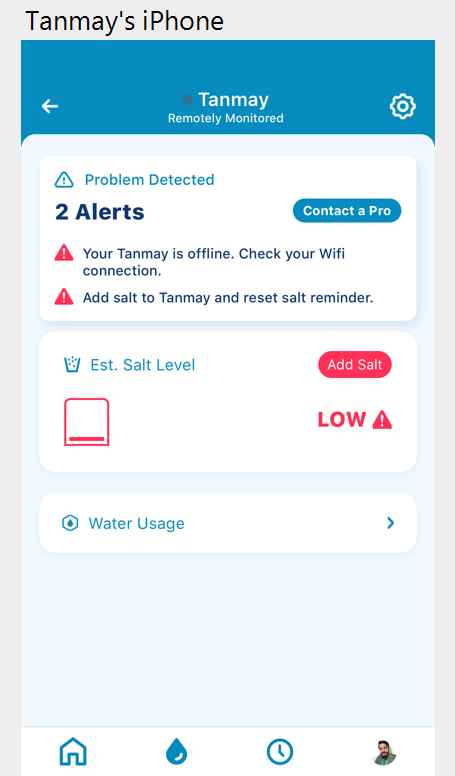 Tanmay's iPhone
Tanmay
Remotely Monitored
Problem Detected
2 Alerts
Contact a Pro
Your Tanmay is offline. Check your Wifi
connection.
Add salt to Tanmay and reset salt reminder.
Est. Salt Level
Add Salt
LOW
Water Usage